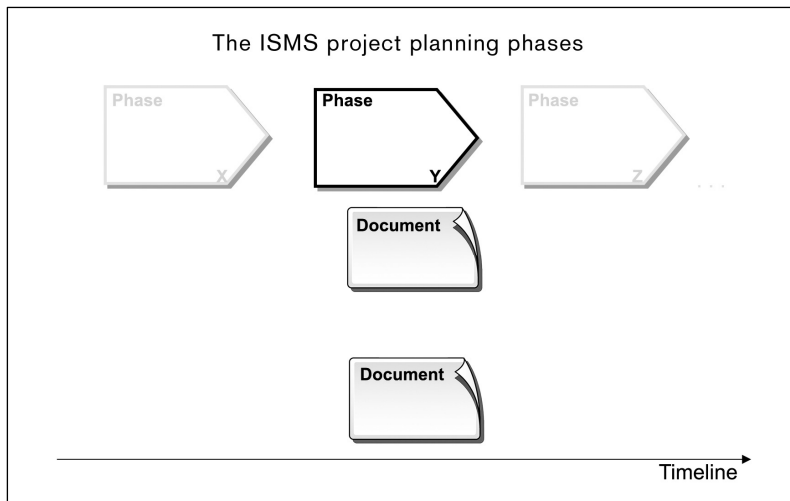 The ISMS project planning phases
Phase
X
Phase
Y
Phase
Z
. . .
Document
Document
Timeline